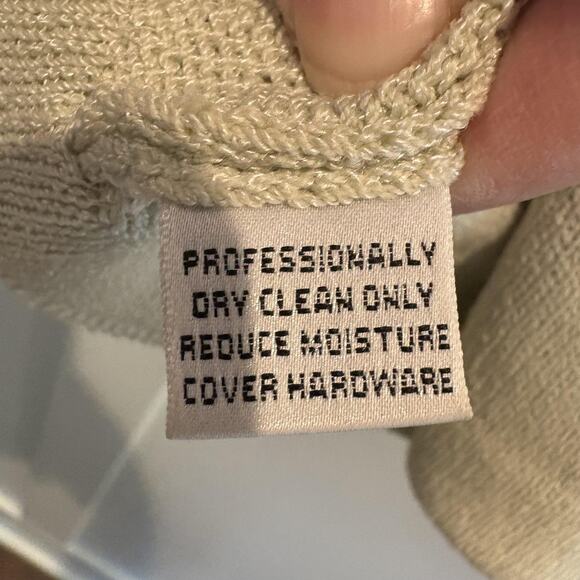 PROFESSIONALLY
DRY CLEAN ONLY
REDUCE MOISTURE
COVER HARDWARE